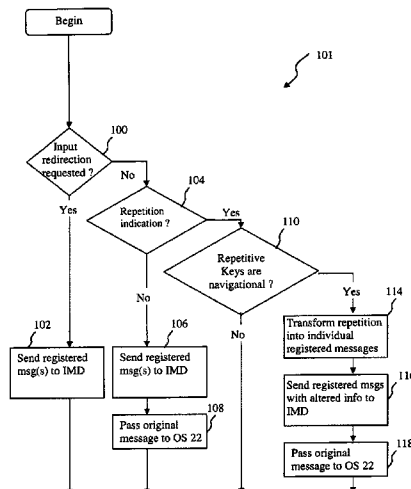 Begin
101
100
Input
redirection
requested ?
No
104
Yes
Repetition
indication ?
Yes
110
Repetitive
Keys are
navigational ?
No
Yes
No
114
102
106
Transform repetition
into individual
registered messages
Send registered
msg(s) to IMD
Send registered
msg(s) to IMD
116
Send registered msgs
with altered info to
IMD
108
Pass original
message to OS 22
118
Pass original
message to OS 22